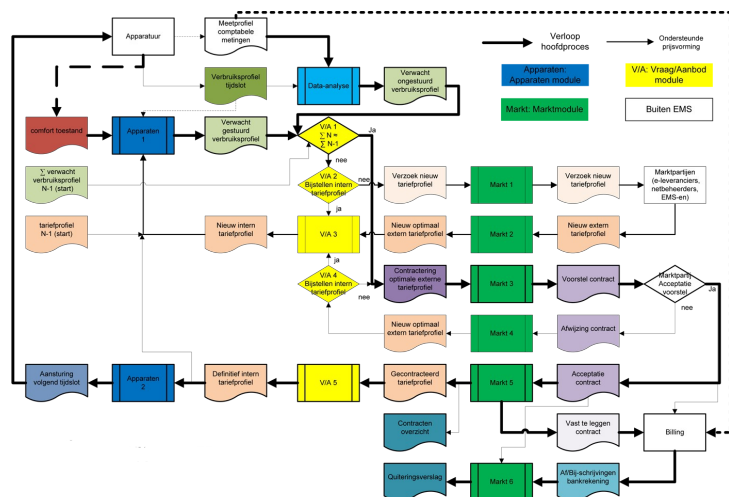 Apparatuur
Meetprofiel
comptabele
metingen
Verloop
hoofdproces
Ondersteunde
prijsvorming
Verbruiksprofiel
tijdslot
Data-analyse
Verwacht
ongestuurd
verbruiksprofiel
Apparaten:
Apparaten module
V/A: Vraag/Aanbod
module
Markt: Marktmodule
Buiten EMS
comfort toestand
Apparaten
1
Verwacht
gestuurd
verbruiksprofiel
V/A 1
∑ N =
∑ N-1
Ja
nee
∑ verwacht
verbruiksprofiel
N-1 (start)
V/A 2
Bijstellen intern
tariefprofiel
nee
Verzoek nieuw
tariefprofiel
Markt 1
Verzoek nieuw
tariefprofiel
Marktpartijen
(e-leveranciers,
netbeheerders,
EMS-en)
ja
tariefprofiel
N-1 (start)
Nieuw intern
tariefprofiel
V/A 3
Nieuw optimaal
extern tariefprofiel
Markt 2
Nieuw extern
tariefprofiel
ja
V/A 4
Bijstellen intern
tariefprofiel
nee
Contractering
optimale externe
tariefprofiel
Markt 3
Voorstel contract
Marktpartij
Acceptatie
voorstel
Ja
nee
Nieuw optimaal
extern tariefprofiel
Markt 4
Afwijzing contract
Aansturing
volgend tijdslot
Apparaten
2
Definitief intern
tariefprofiel
V/A 5
Gecontracteerd
tariefprofiel
Markt 5
Acceptatie
contract
Contracten
overzicht
Vast te leggen
contract
Billing
Quiteringsverslag
Markt 6
Af/Bij-schrijvingen
bankrekening